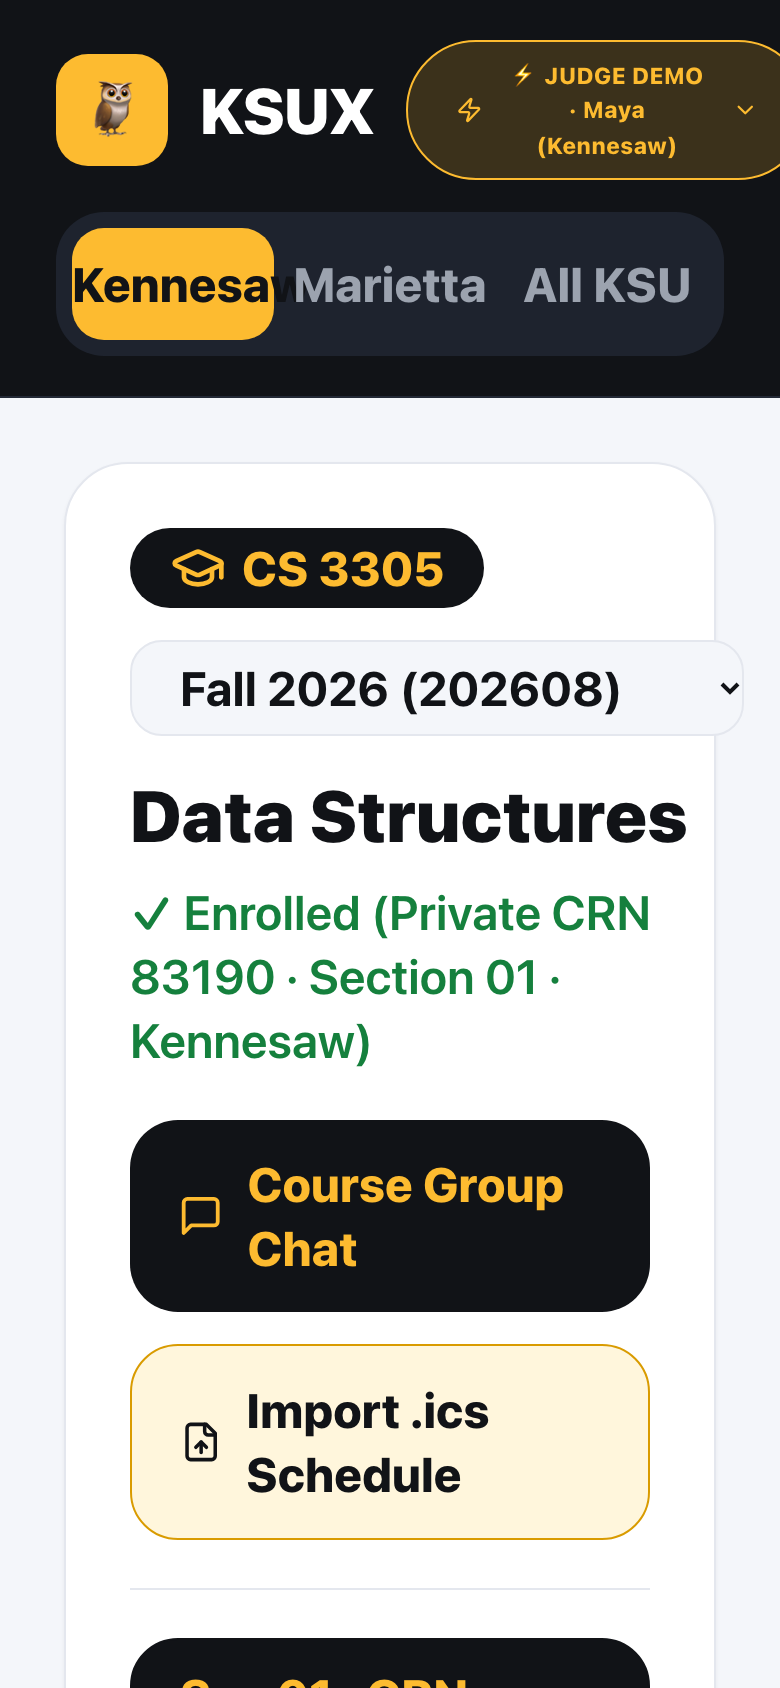 KSUX
⚡ JUDGE DEMO
· Maya
(Kennesaw)
Kennesaw
Marietta
All KSU
CS 3305
Fall 2026 (202608)
Data Structures
✓ Enrolled (Private CRN
83190 · Section 01 ·
Kennesaw)
Course Group
Chat
Import .ics
Schedule